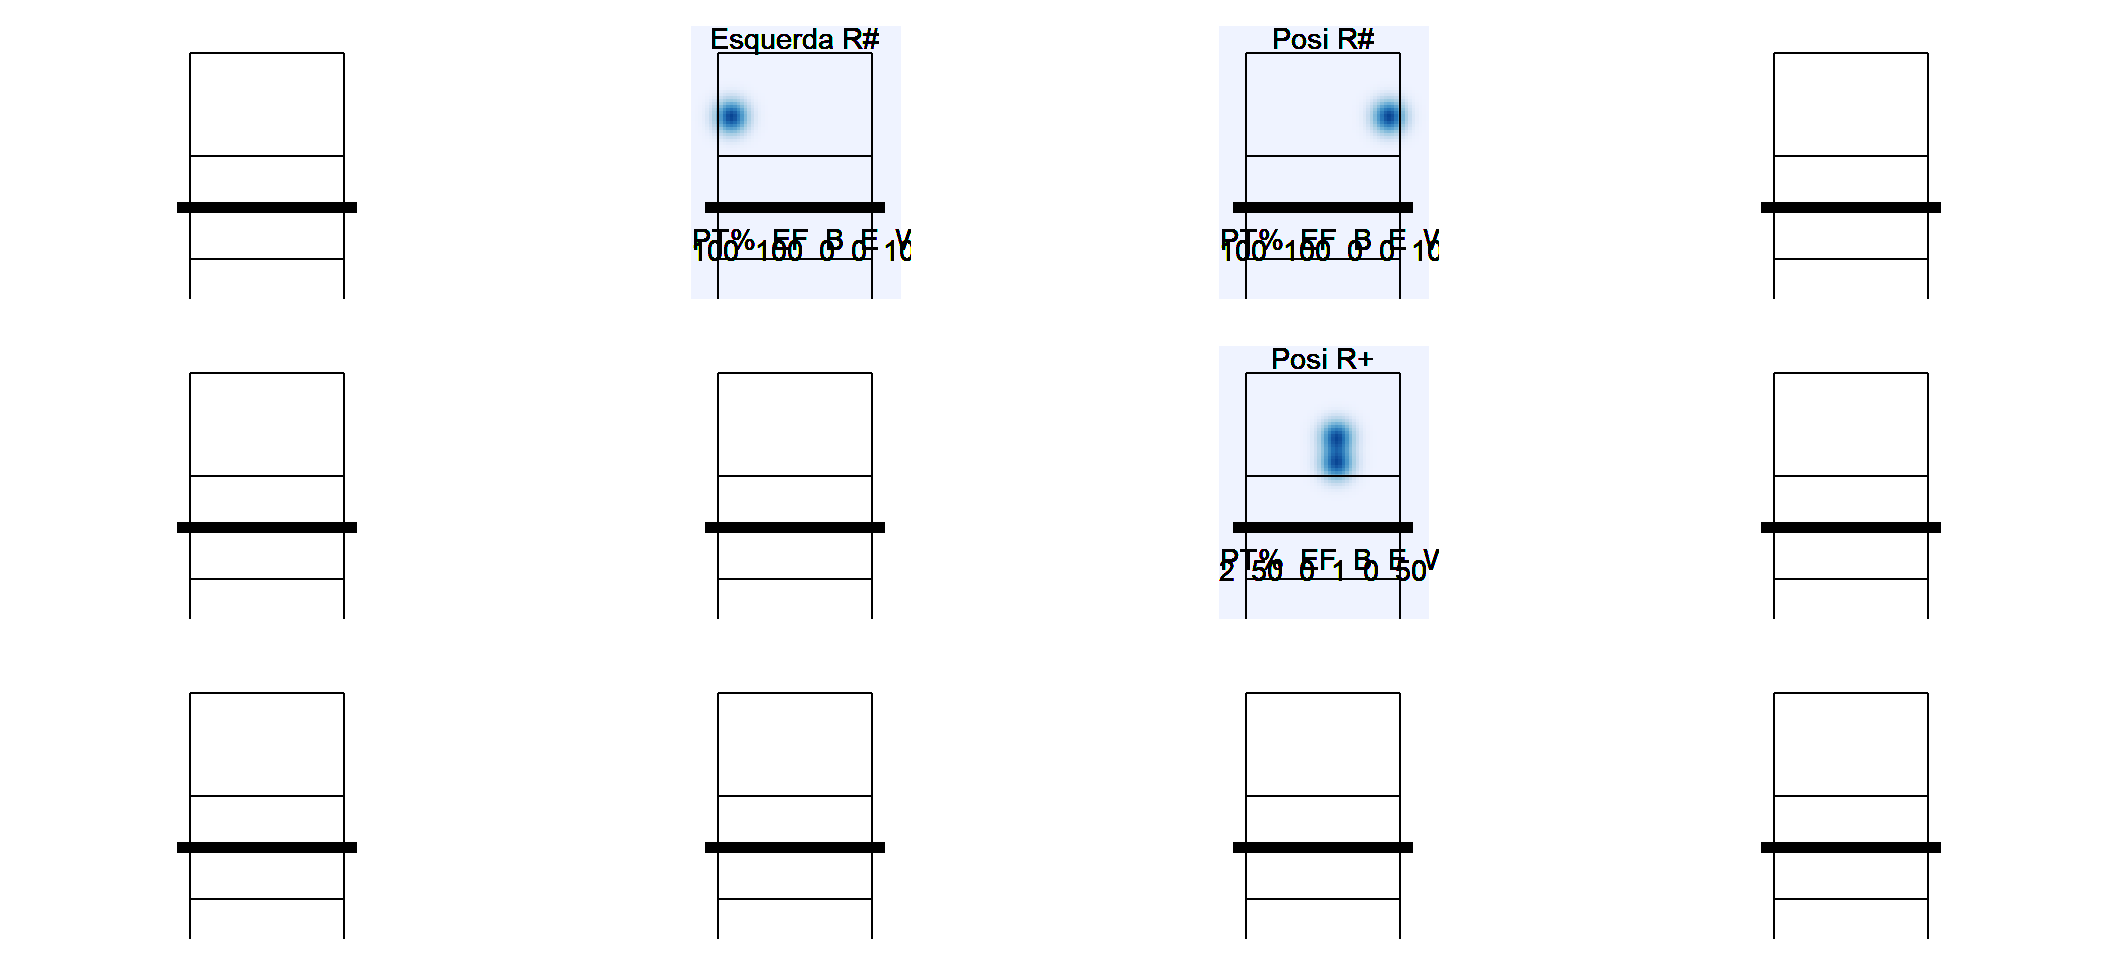 Esquerda R#
PT% EF B E V
100 100 0 0 10
Posi R#
PT% EF B E V
100 100 0 0 10
Posi R+
PT% EF B E V
2 50 0 1 0 50